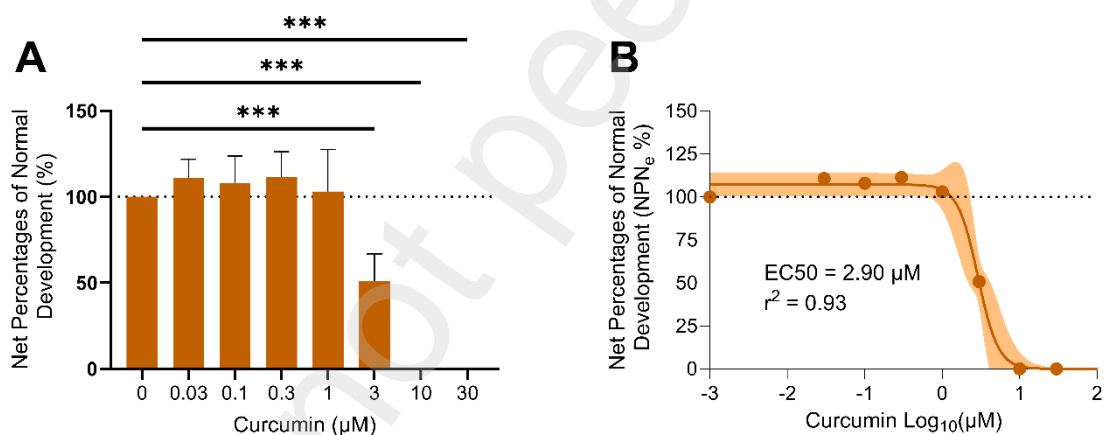 A
***
***
***
Net Percentages of Normal
Development (%)
150
100
50
0
0 0.03 0.1 0.3 1 3 10 30
Curcumin (µM)
B
Net Percentages of Normal
Development (NPNe %)
150
125
100
75
50
25
0
EC50 = 2.90 µM
r² = 0.93
-3 -2 -1 0 1 2
Curcumin Log₁₀(µM)
not pee